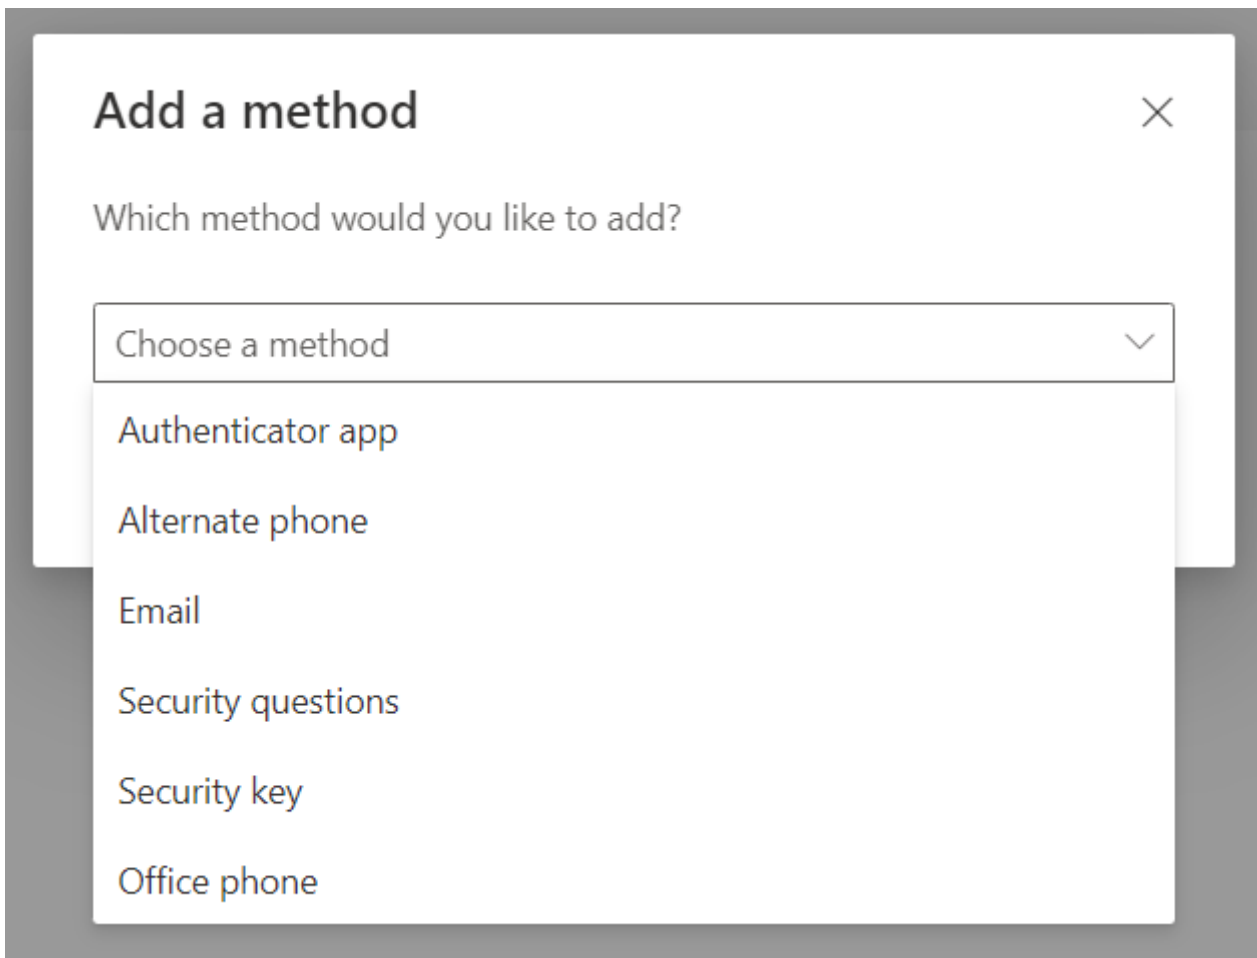 Add a method
Which method would you like to add?
Choose a method
Authenticator app
Alternate phone
Email
Security questions
Security key
Office phone